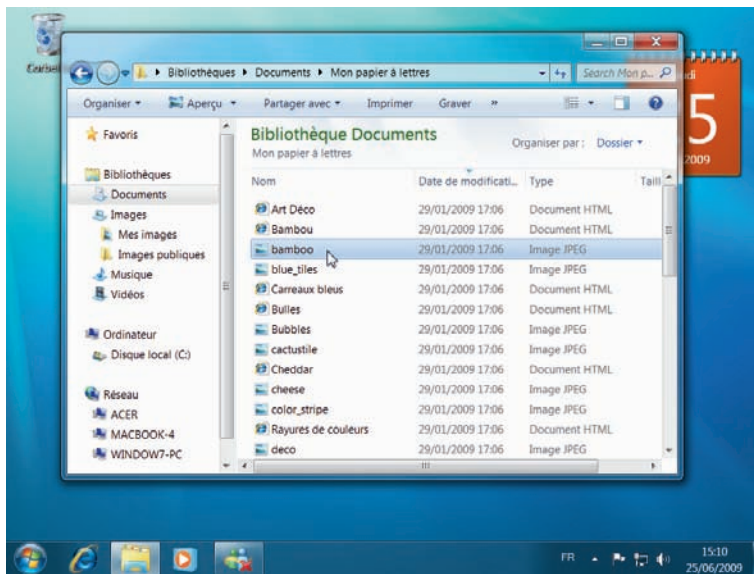 Bibliothèques Documents Mon papier à lettres
Search Mon p...
Organiser Aperçu Partager avec Imprimer Graver »
Favoris
Bibliothèques
Documents
Images
Mes images
Images publiques
Musique
Vidéos
Ordinateur
Disque local (C:)
Réseau
ACER
MACBOOK-4
WINDOW7-PC
Bibliothèque Documents
Mon papier à lettres
Organiser par : Dossier
Nom Date de modificati... Type Taill
Art Déco 29/01/2009 17:06 Document HTML
Bambou 29/01/2009 17:06 Document HTML
bamboo 29/01/2009 17:06 Image JPEG
blue_tiles 29/01/2009 17:06 Image JPEG
Carreaux bleus 29/01/2009 17:06 Document HTML
Bulles 29/01/2009 17:06 Document HTML
Bubbles 29/01/2009 17:06 Image JPEG
cactustile 29/01/2009 17:06 Image JPEG
Cheddar 29/01/2009 17:06 Document HTML
cheese 29/01/2009 17:06 Image JPEG
color_stripe 29/01/2009 17:06 Image JPEG
Rayures de couleurs 29/01/2009 17:06 Document HTML
deco 29/01/2009 17:06 Image JPEG
di
5
2009
FR
15:10
25/06/2009